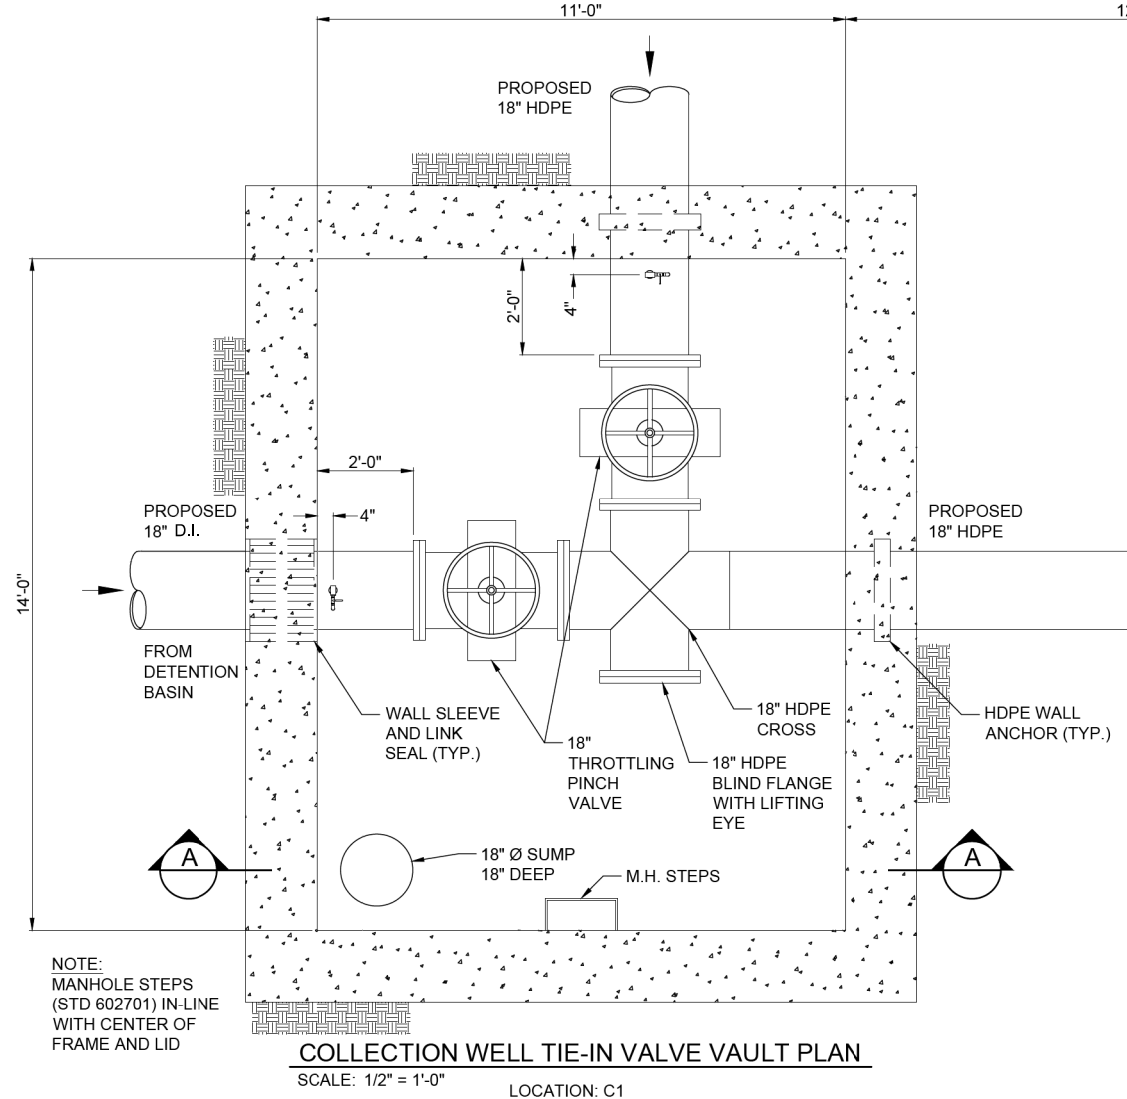 11'-0"
PROPOSED
18" HDPE
2'-0"
4"
2'-0"
4"
PROPOSED
18" D.I.
PROPOSED
18" HDPE
14'-0"
FROM
DETENTION
BASIN
WALL SLEEVE
AND LINK
SEAL (TYP.)
18"
THROTTLING
PINCH
VALVE
18" HDPE
CROSS
18" HDPE
BLIND FLANGE
WITH LIFTING
EYE
HDPE WALL
ANCHOR (TYP.)
A
18" Ø SUMP
18" DEEP
M.H. STEPS
A
NOTE:
MANHOLE STEPS
(STD 602701) IN-LINE
WITH CENTER OF
FRAME AND LID
COLLECTION WELL TIE-IN VALVE VAULT PLAN
SCALE: 1/2" = 1'-0"
LOCATION: C1